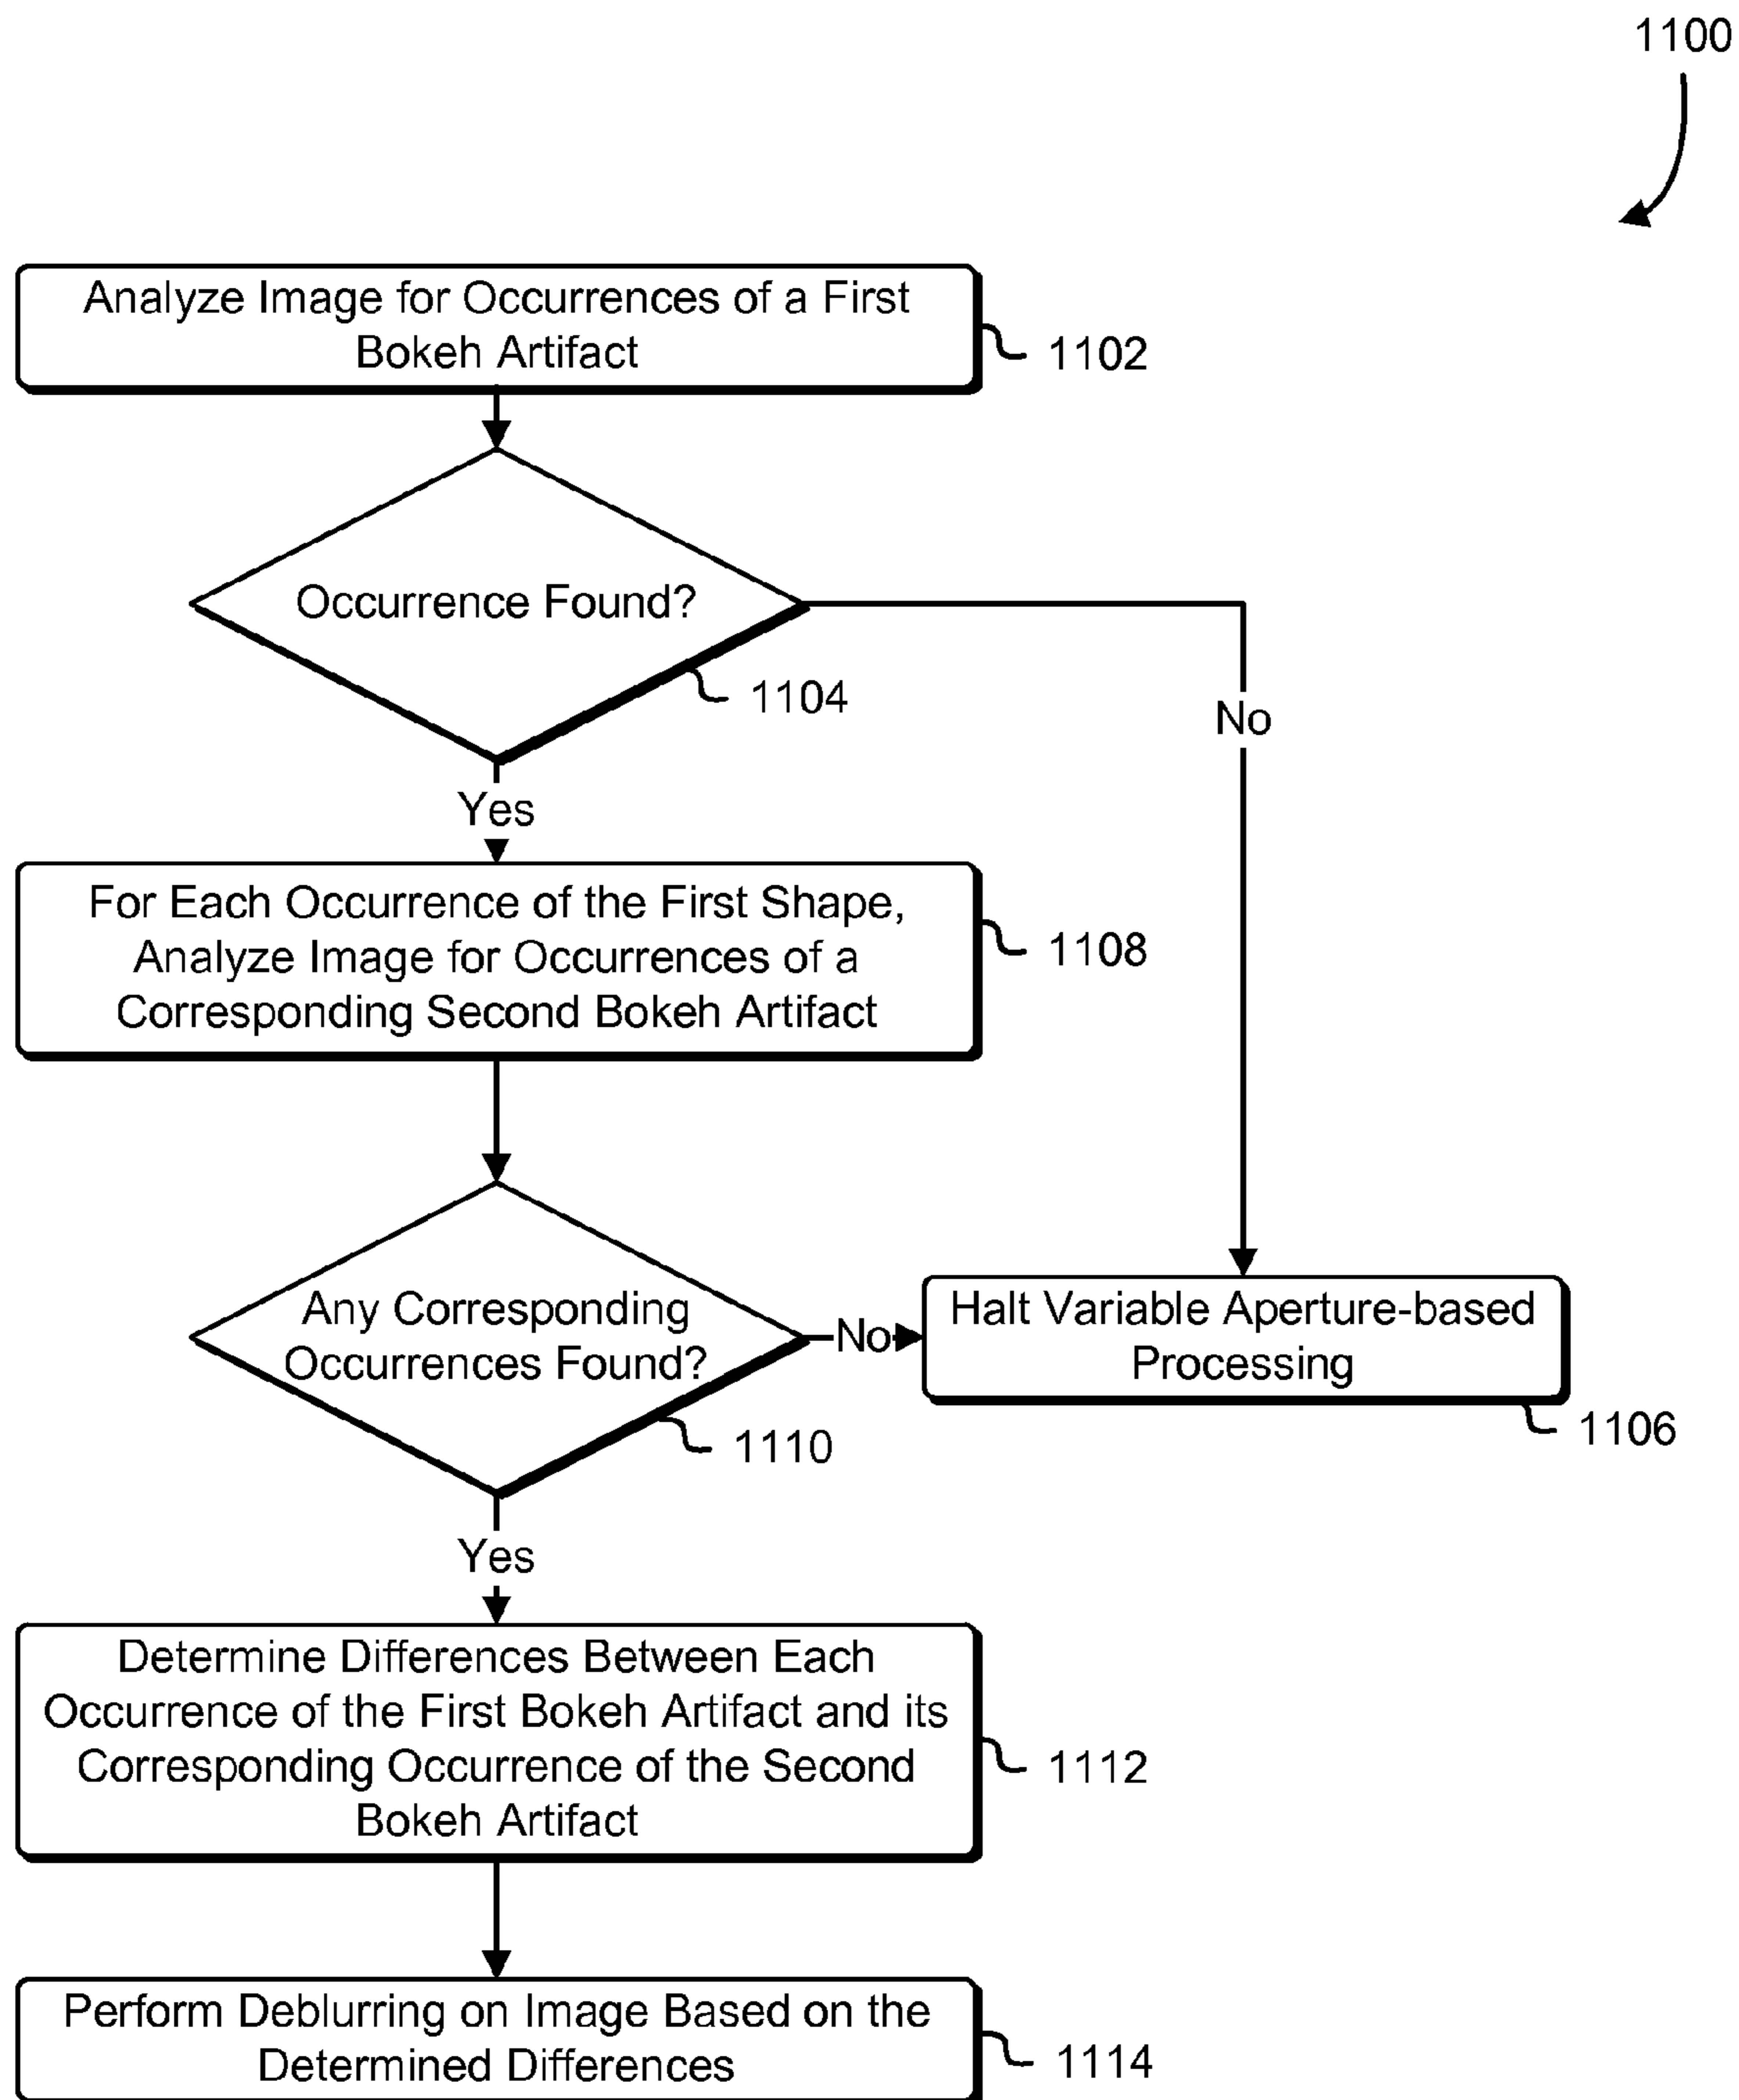 1100
Analyze Image for Occurrences of a First
Bokeh Artifact
1102
Occurrence Found?
1104
No
Yes
For Each Occurrence of the First Shape,
Analyze Image for Occurrences of a
Corresponding Second Bokeh Artifact
1108
Any Corresponding
Occurrences Found?
1110
No
Halt Variable Aperture-based
Processing
1106
Yes
Determine Differences Between Each
Occurrence of the First Bokeh Artifact and its
Corresponding Occurrence of the Second
Bokeh Artifact
1112
Perform Deblurring on Image Based on the
Determined Differences
1114